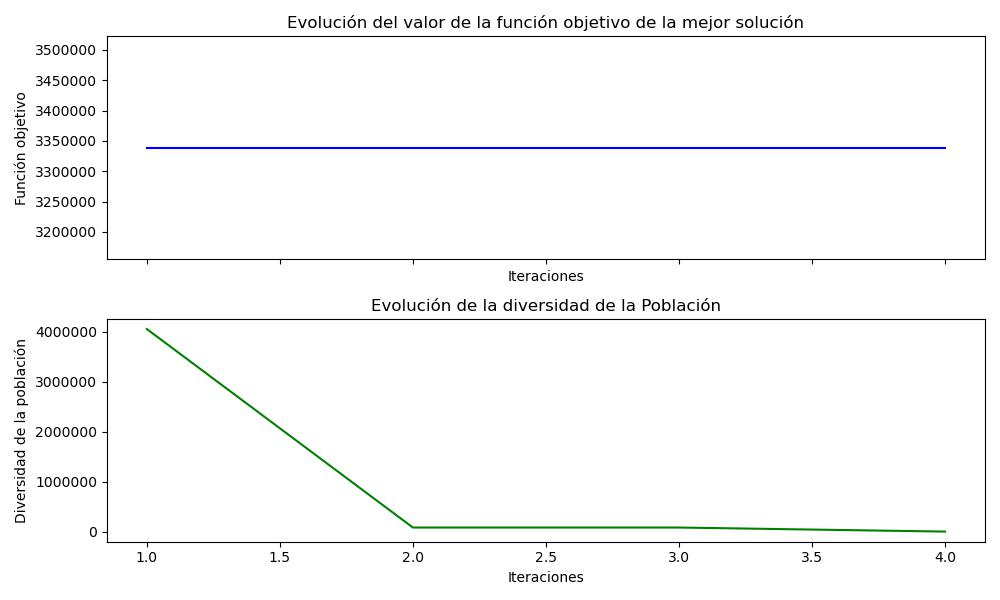 Evolución del valor de la función objetivo de la mejor solución
3500000
3450000
3400000
3350000
3300000
3250000
3200000
Función objetivo
Iteraciones
Evolución de la diversidad de la Población
4000000
3000000
2000000
1000000
0
Diversidad de la población
1.0 1.5 2.0 2.5 3.0 3.5 4.0
Iteraciones